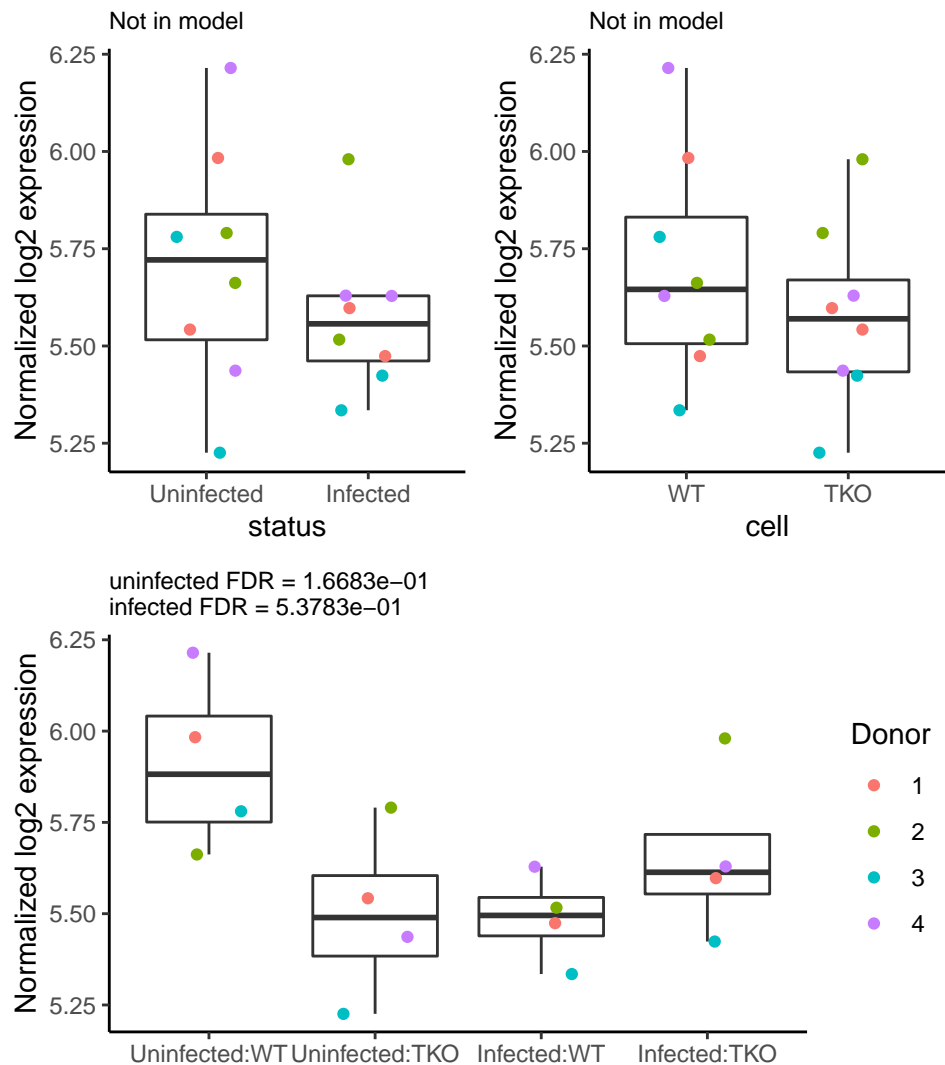 Not in model
Normalized log2 expression
6.25
6.00
5.75
5.50
5.25
Uninfected Infected
status
Not in model
Normalized log2 expression
6.25
6.00
5.75
5.50
5.25
WT TKO
cell
uninfected FDR = 1.6683e−01
infected FDR = 5.3783e−01
Normalized log2 expression
6.25
6.00
5.75
5.50
5.25
Uninfected:WT Uninfected:TKO Infected:WT Infected:TKO
Donor
1
2
3
4